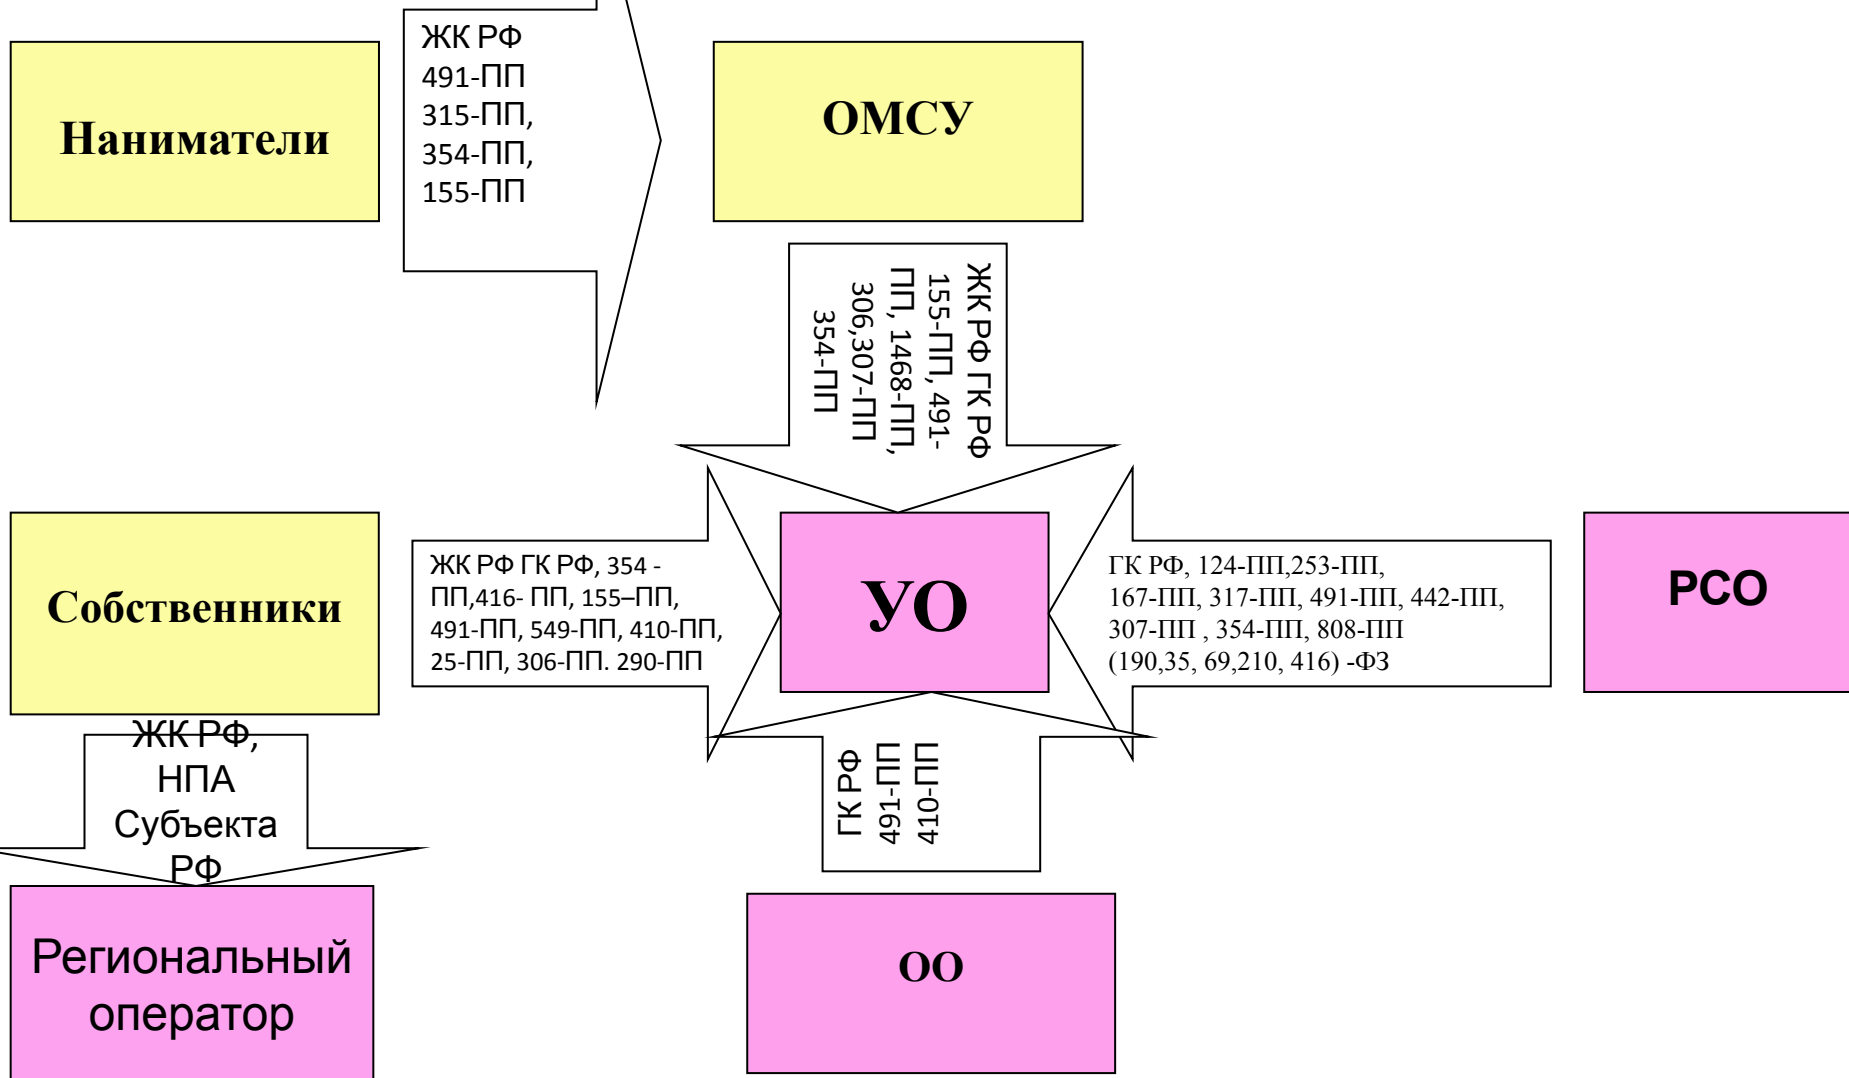 Наниматели
ЖК РФ
491-ПП
315-ПП,
354-ПП,
155-ПП
ОМСУ
ЖК РФ ГК РФ
155-ПП, 491-
ПП, 1468-ПП,
306,307-ПП
354-ПП
Собственники
ЖК РФ ГК РФ, 354 -
ПП,416- ПП, 155–ПП,
491-ПП, 549-ПП, 410-ПП,
25-ПП, 306-ПП. 290-ПП
УО
ГК РФ, 124-ПП,253-ПП,
167-ПП, 317-ПП, 491-ПП, 442-ПП,
307-ПП , 354-ПП, 808-ПП
(190,35, 69,210, 416) -ФЗ
РСО
ЖК РФ,
НПА
Субъекта
РФ
ГК РФ
491-ПП
410-ПП
Региональный
оператор
ОО